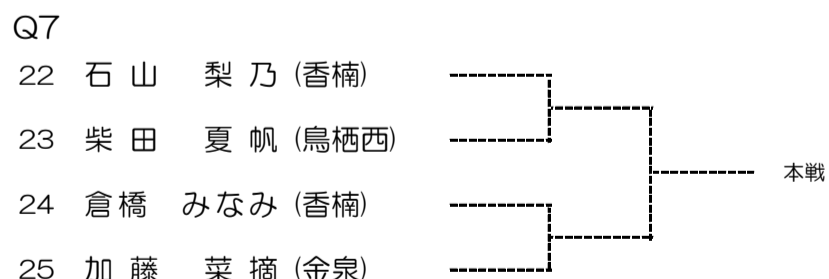 Q7
22 石 山 梨 乃 (香楠)
23 柴 田 夏 帆 (鳥栖西)
24 倉橋 みなみ (香楠)
本戦
25 加 藤 菜 摘 (金泉)